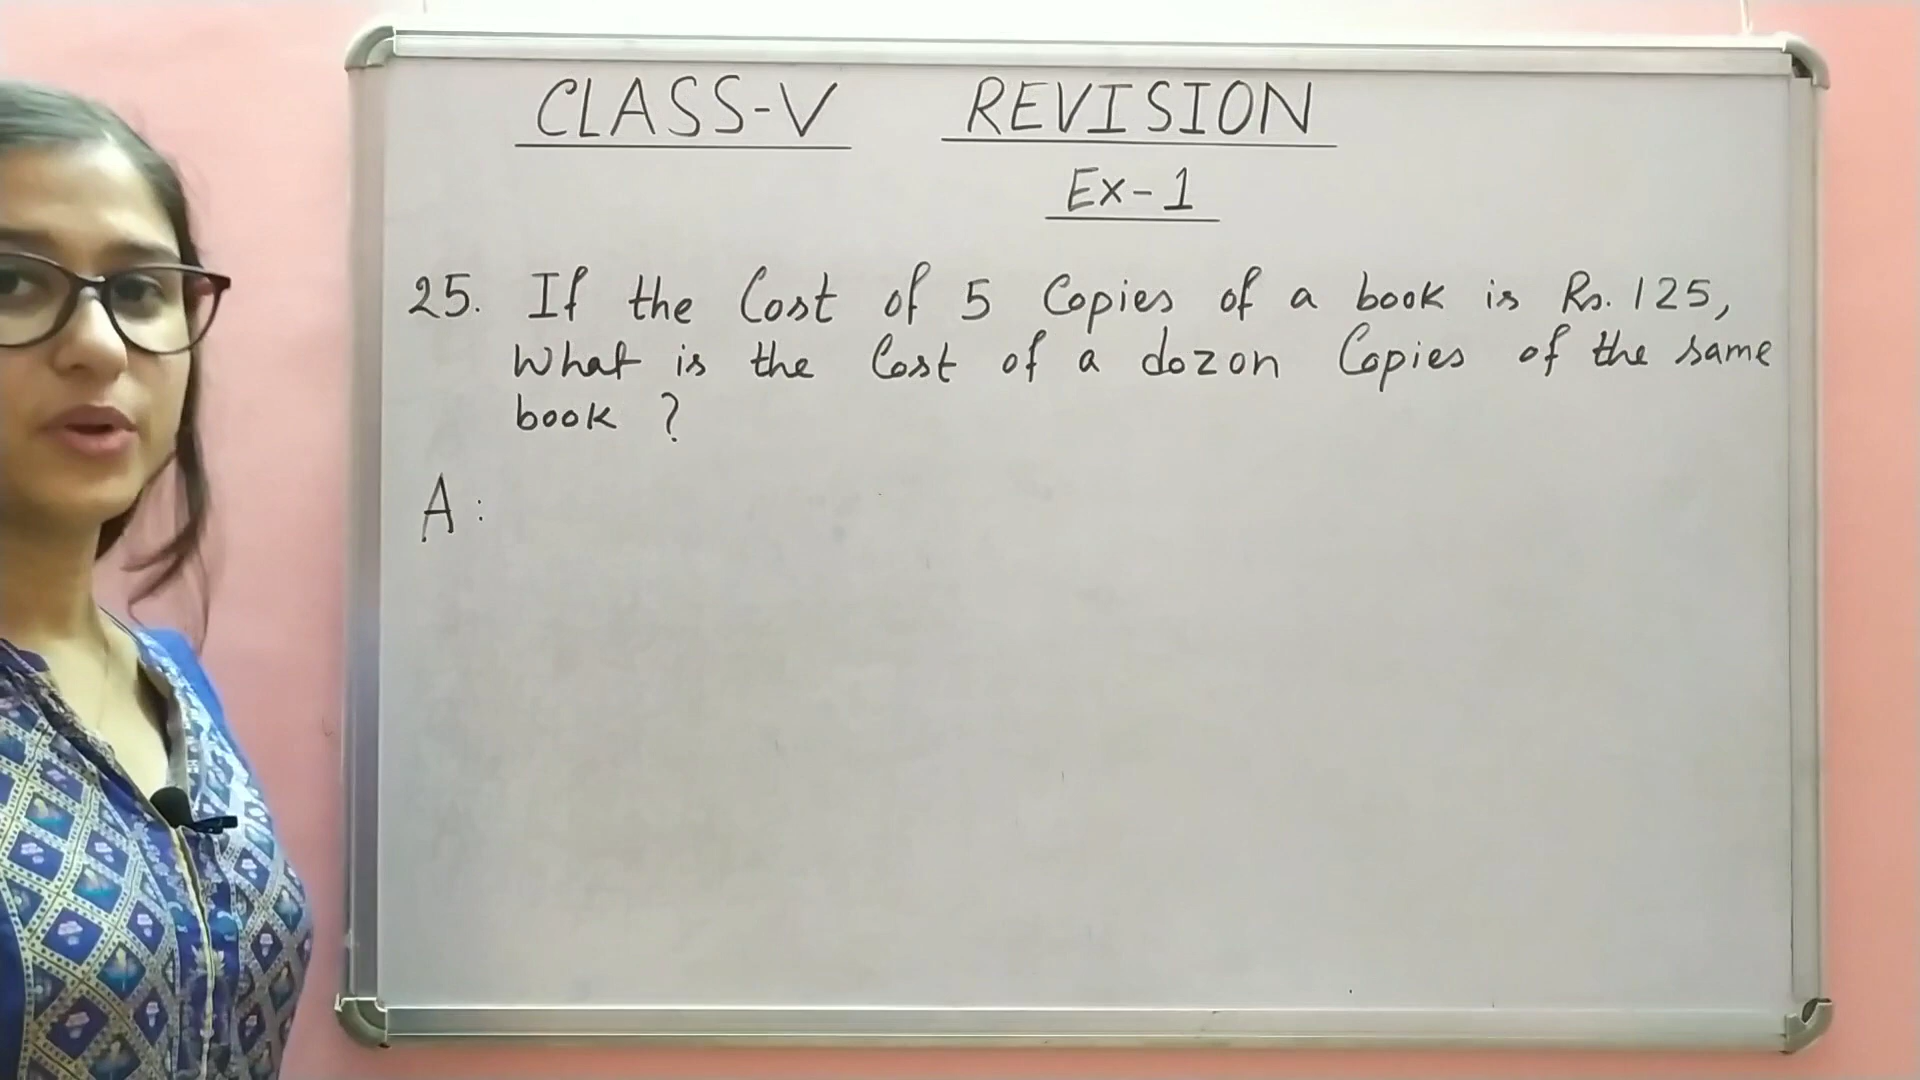 CLASS-V REVISION
Ex-1
25. If the Cost of 5 Copies of a book is Rs. 125,
What is the Cost of a dozon Copies of the same
book ?
A: